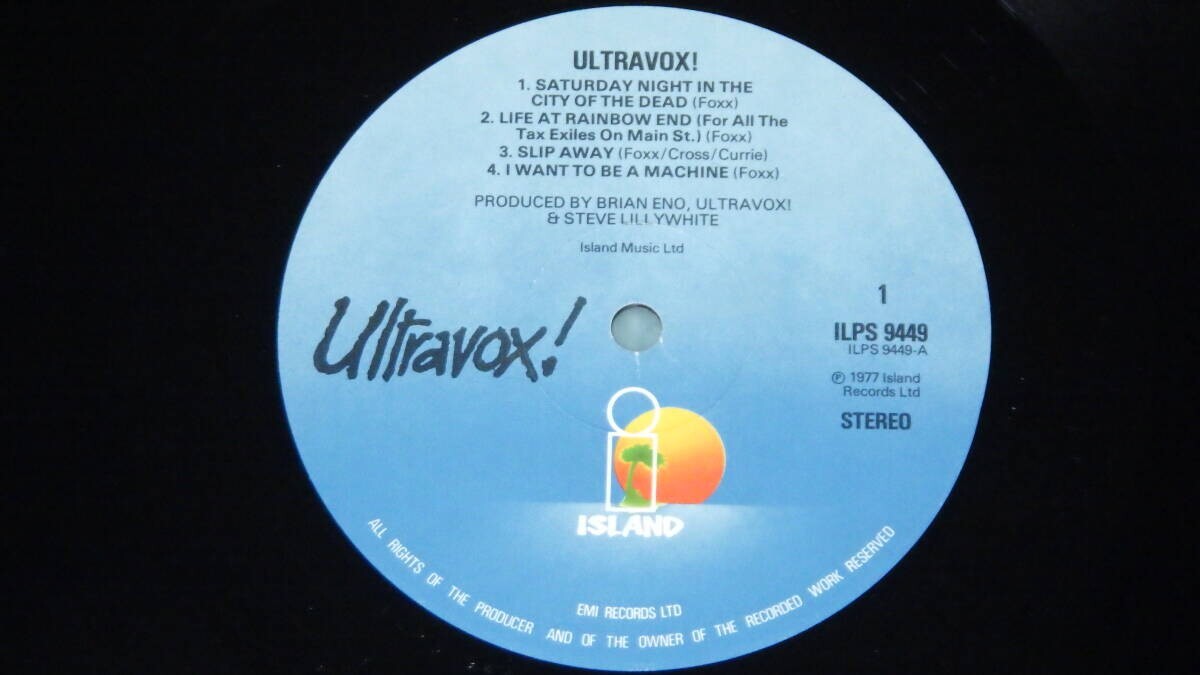 ULTRAVOX!
1. SATURDAY NIGHT IN THE
CITY OF THE DEAD (Foxx)
2. LIFE AT RAINBOW END (For All The
Tax Exiles On Main St.) (Foxx)
3. SLIP AWAY (Foxx/Cross/Currie)
4. I WANT TO BE A MACHINE (Foxx)
PRODUCED BY BRIAN ENO, ULTRAVOX!
& STEVE LILLYWHITE
Island Music Ltd
Ultravox!
1
ILPS 9449
ILPS 9449-A
℗ 1977 Island
Records Ltd
STEREO
i
ISLAND
EMI RECORDS LTD
ALL RIGHTS OF THE PRODUCER AND OF THE OWNER OF THE RECORDED WORK RESERVED